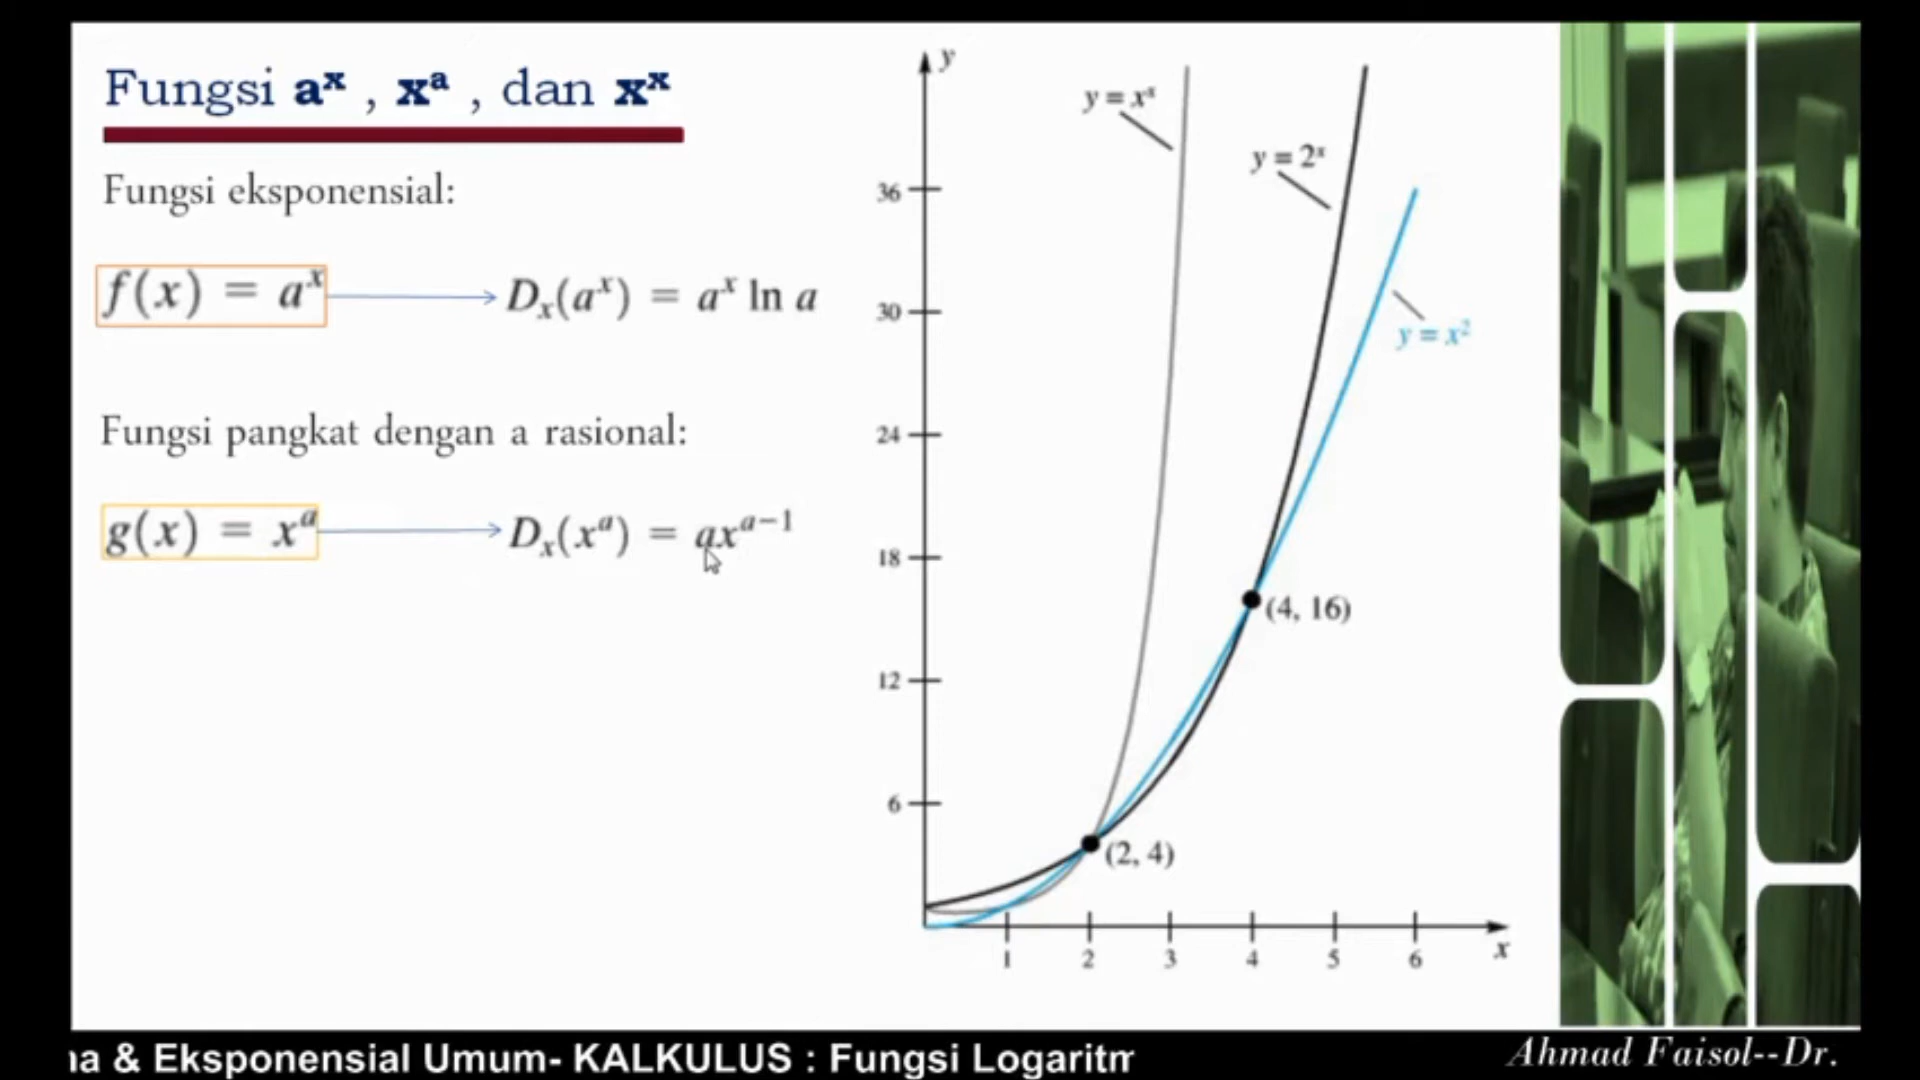 Fungsi aˣ , xᵃ , dan xˣ
Fungsi eksponensial:
f(x) = aˣ
Dₓ(aˣ) = aˣ ln a
Fungsi pangkat dengan a rasional:
g(x) = xᵃ
Dₓ(xᵃ) = axᵃ⁻¹
y
y = xˣ
y = 2ˣ
36
30
y = x²
24
18
(4, 16)
12
6
(2, 4)
1 2 3 4 5 6 x
& Eksponensial Umum- KALKULUS : Fungsi
Ahmad Faisol--Dr.